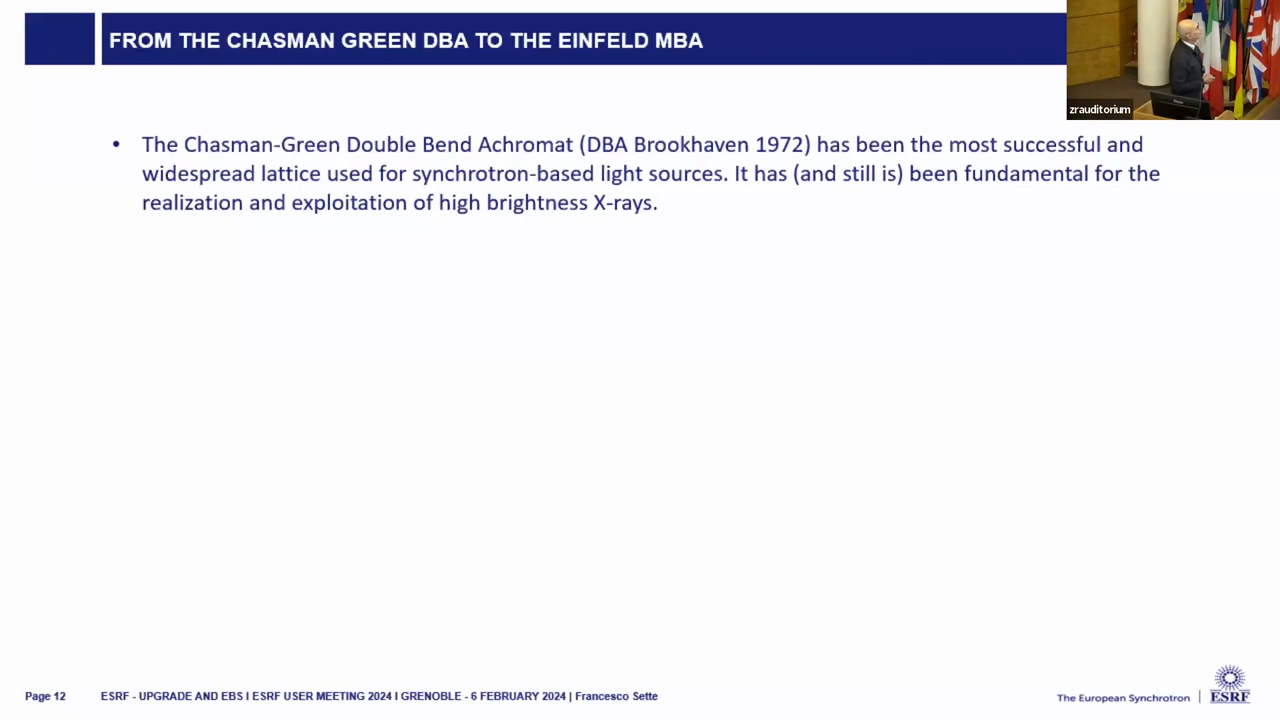 FROM THE CHASMAN GREEN DBA TO THE EINFELD MBA
zrauditorium
• The Chasman-Green Double Bend Achromat (DBA Brookhaven 1972) has been the most successful and
widespread lattice used for synchrotron-based light sources. It has (and still is) been fundamental for the
realization and exploitation of high brightness X-rays.
Page 12
ESRF - UPGRADE AND EBS I ESRF USER MEETING 2024 I GRENOBLE - 6 FEBRUARY 2024 | Francesco Sette
The European Synchrotron | ESRF